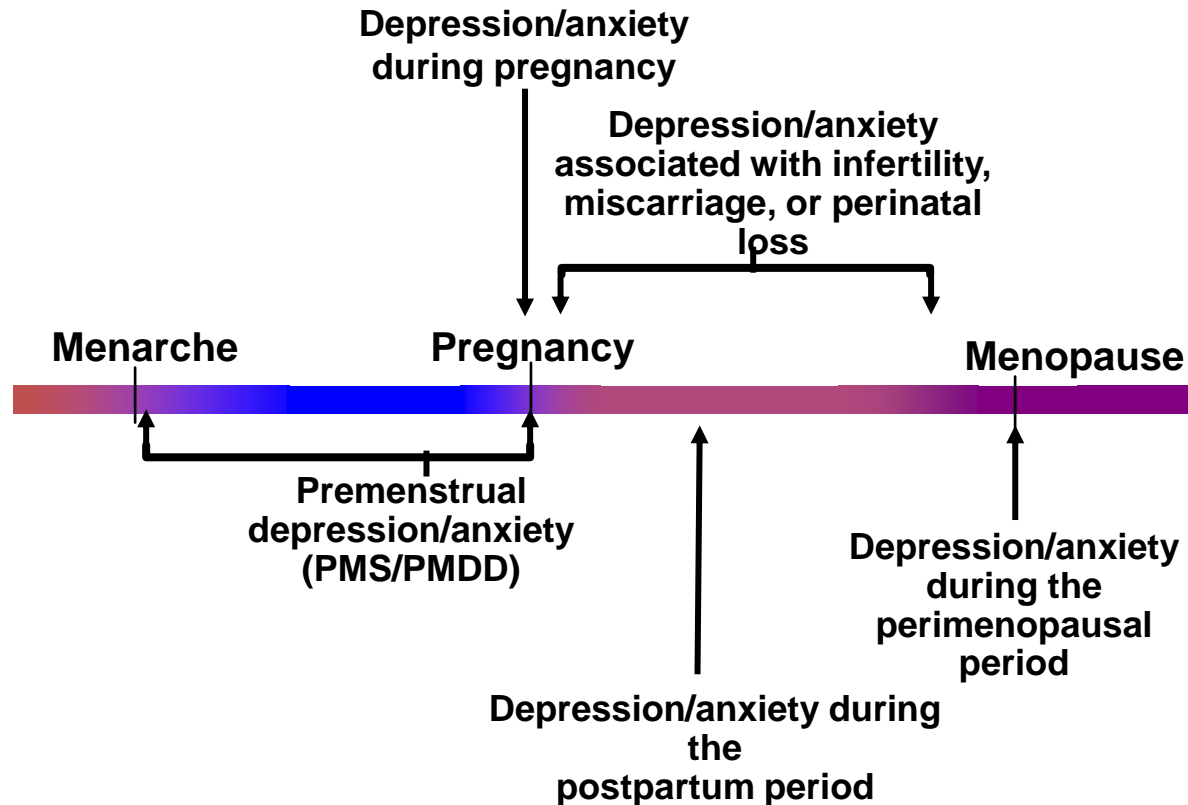 Depression/anxiety
during pregnancy
Depression/anxiety
associated with infertility,
miscarriage, or perinatal
loss
Menarche
Pregnancy
Menopause
Premenstrual
depression/anxiety
(PMS/PMDD)
Depression/anxiety
during the
perimenopausal
period
Depression/anxiety during
the
postpartum period